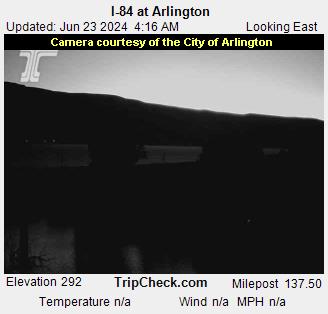 I-84 at Arlington
Updated: Jun 23 2024 4:16 AM Looking East
Camera courtesy of the City of Arlington
Elevation 292 TripCheck.com Milepost 137.50
Temperature n/a Wind n/a MPH n/a